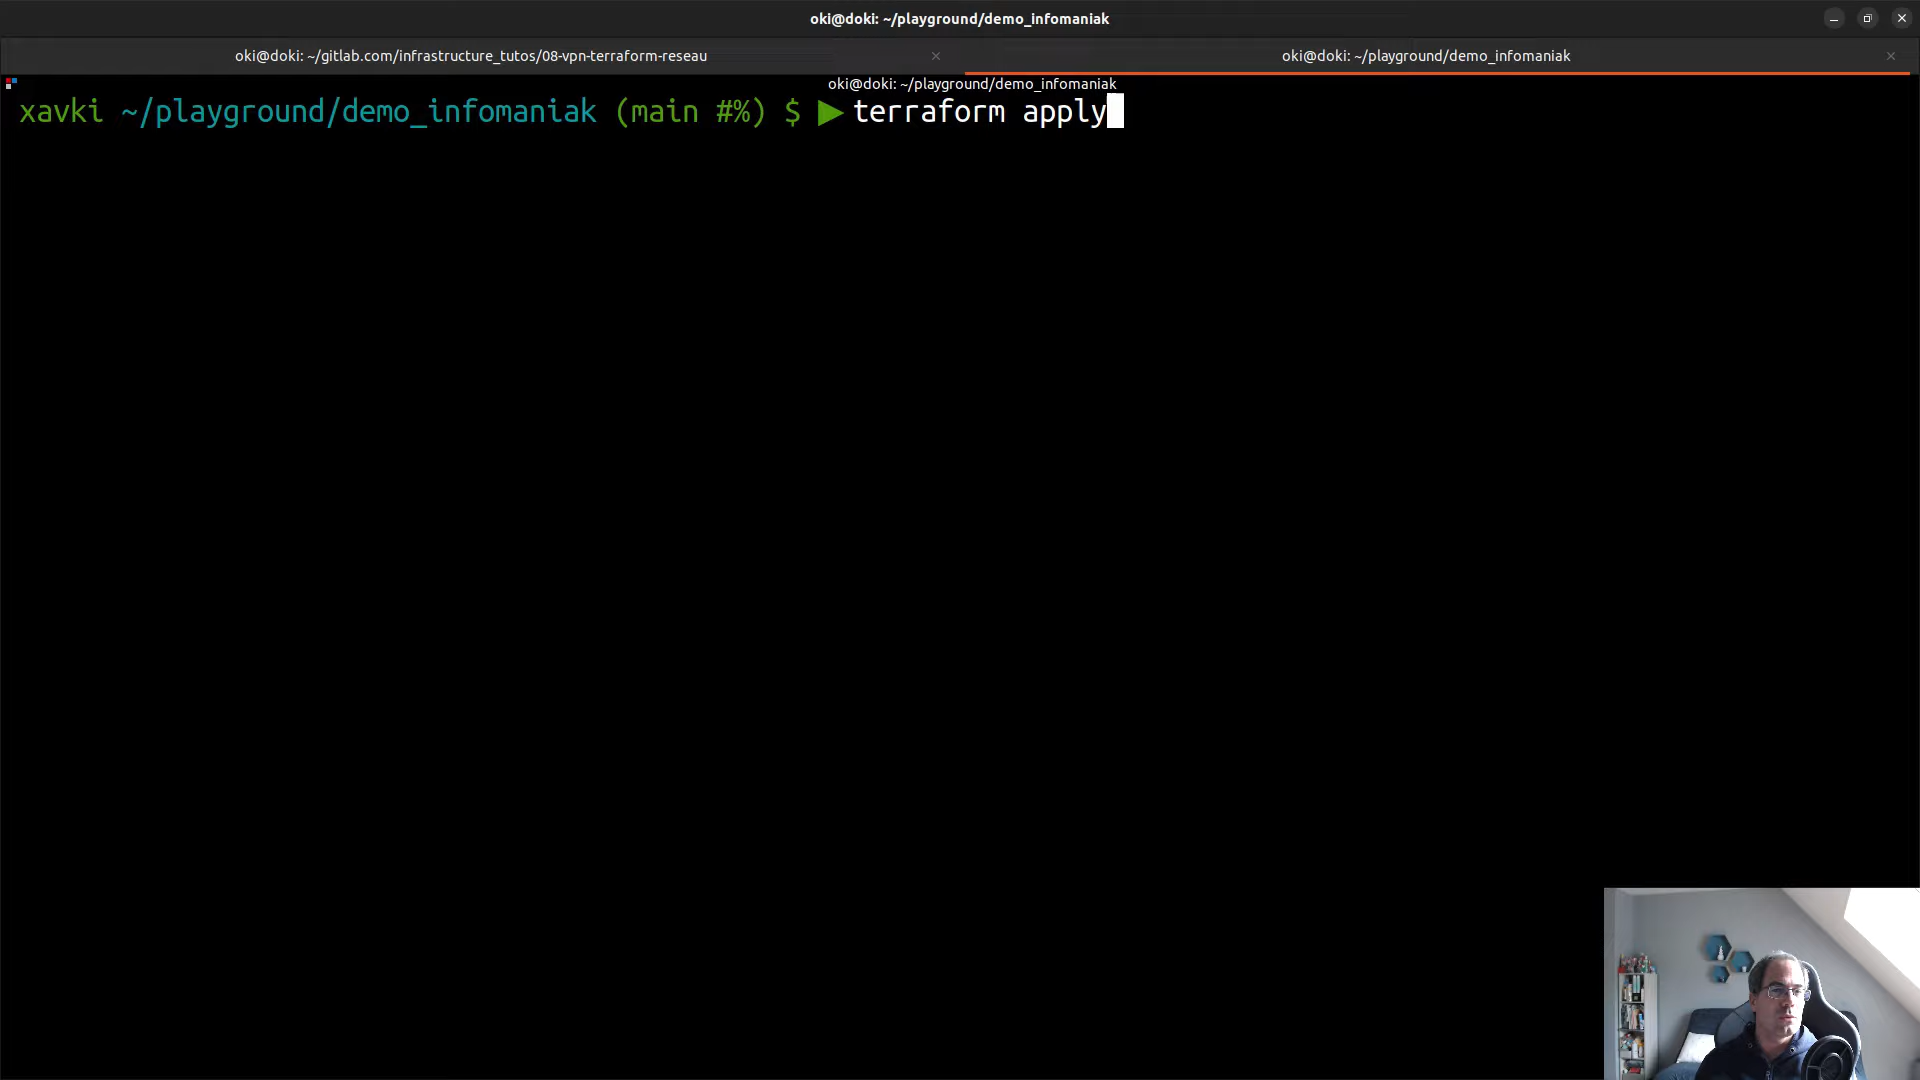 oki@doki: ~/playground/demo_infomaniak
oki@doki: ~/gitlab.com/infrastructure_tutos/08-vpn-terraform-reseau
oki@doki: ~/playground/demo_infomaniak
oki@doki: ~/playground/demo_infomaniak
xavki ~/playground/demo_infomaniak (main #%) $ ▶ terraform apply